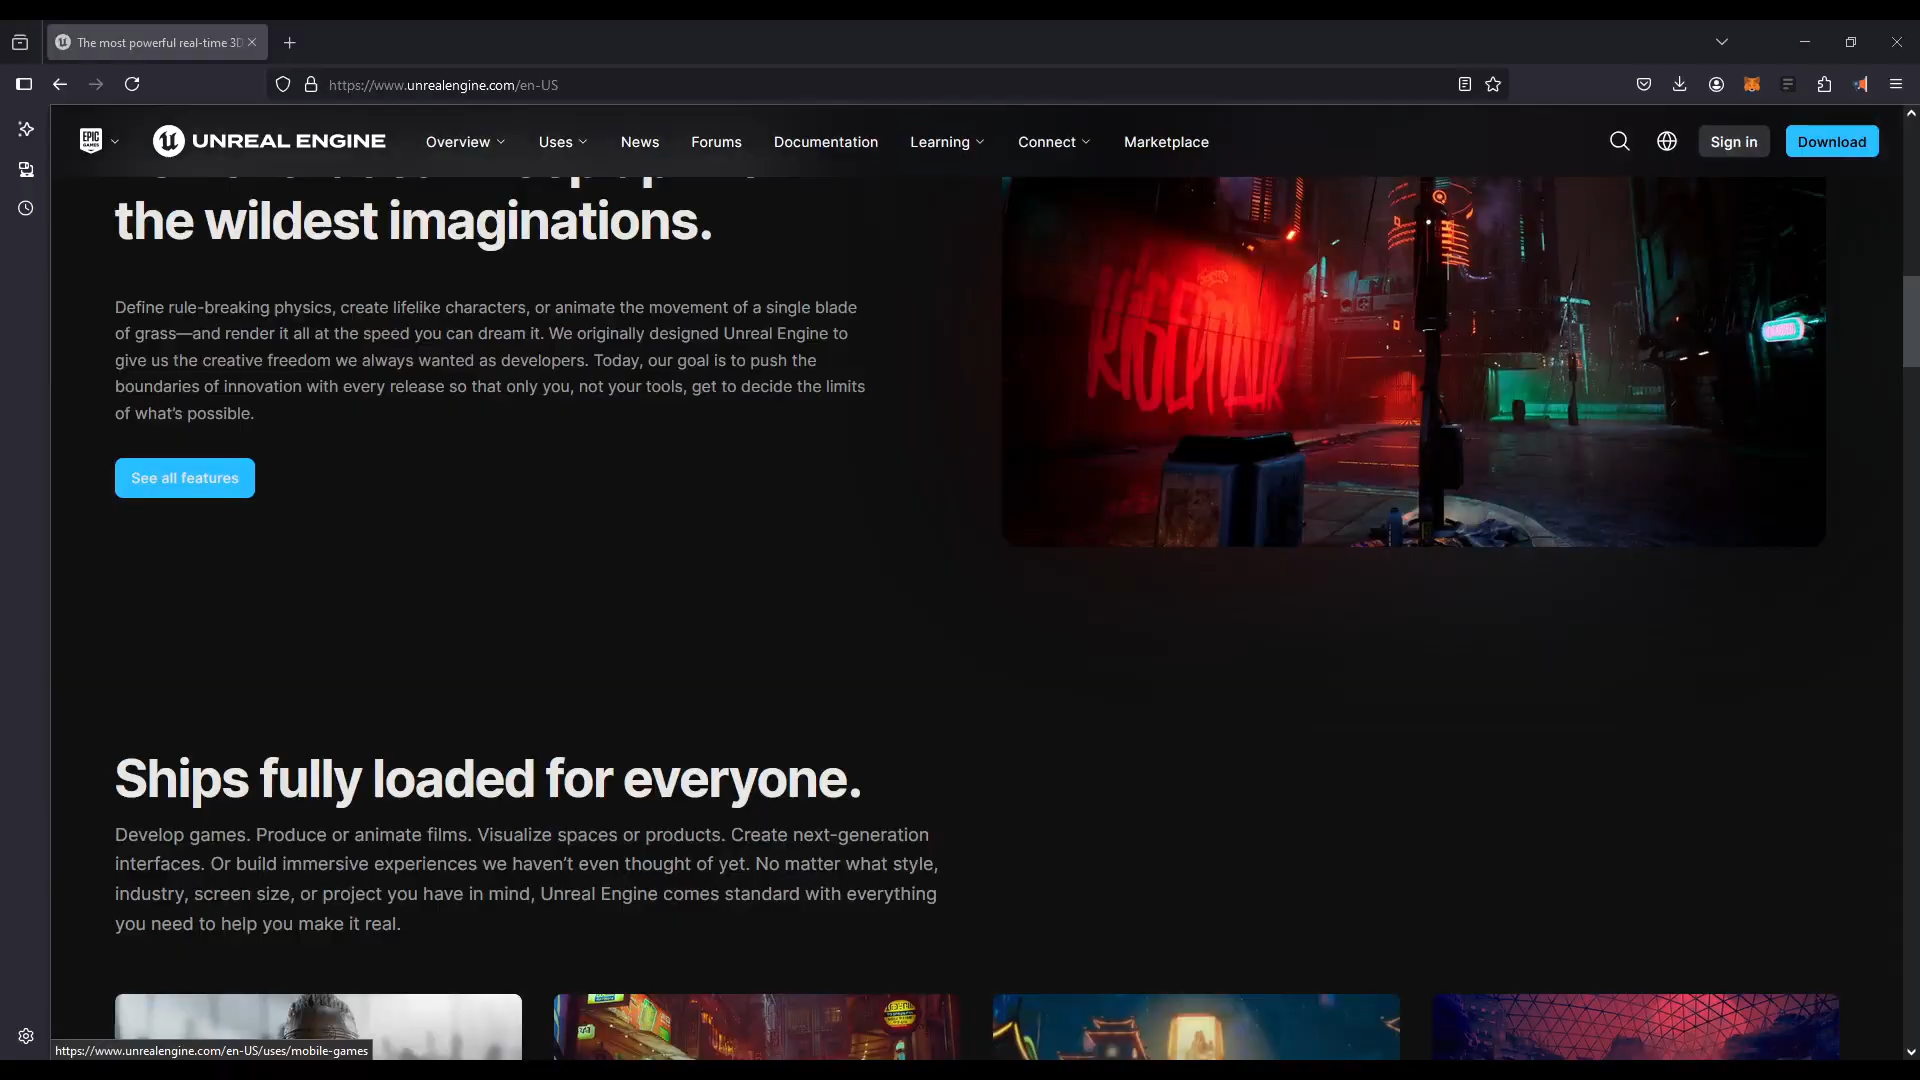 The most powerful real-time 3D
https://www.unrealengine.com/en-US
EPIC GAMES
UNREAL ENGINE
Overview
Uses
News
Forums
Documentation
Learning
Connect
Marketplace
Sign in
Download
the wildest imaginations.
Define rule-breaking physics, create lifelike characters, or animate the movement of a single blade
of grass—and render it all at the speed you can dream it. We originally designed Unreal Engine to
give us the creative freedom we always wanted as developers. Today, our goal is to push the
boundaries of innovation with every release so that only you, not your tools, get to decide the limits
of what’s possible.
See all features
Ships fully loaded for everyone.
Develop games. Produce or animate films. Visualize spaces or products. Create next-generation
interfaces. Or build immersive experiences we haven’t even thought of yet. No matter what style,
industry, screen size, or project you have in mind, Unreal Engine comes standard with everything
you need to help you make it real.
https://www.unrealengine.com/en-US/uses/mobile-games